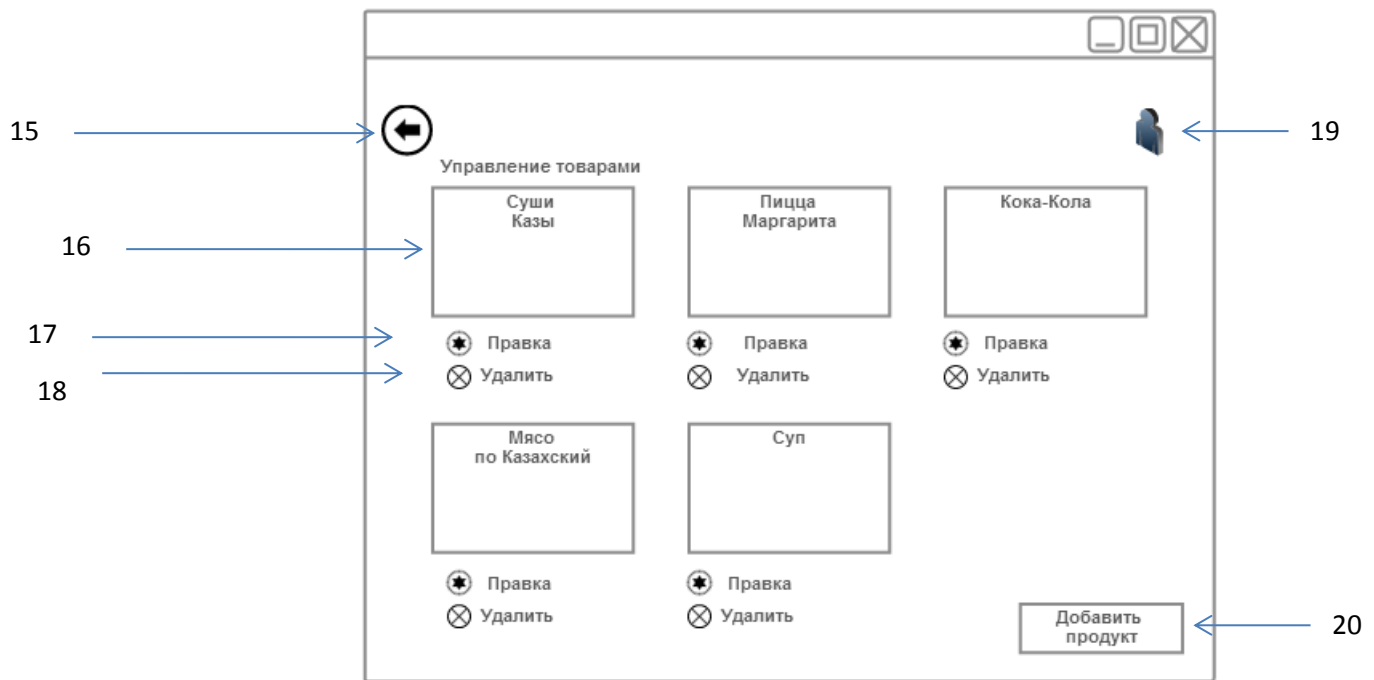 15
19
Управление товарами
Суши
Казы
Пицца
Маргарита
Кока-Кола
16
17
Правка
Правка
Правка
18
Удалить
Удалить
Удалить
Мясо
по Казахский
Суп
Правка
Правка
Удалить
Удалить
Добавить
продукт
20